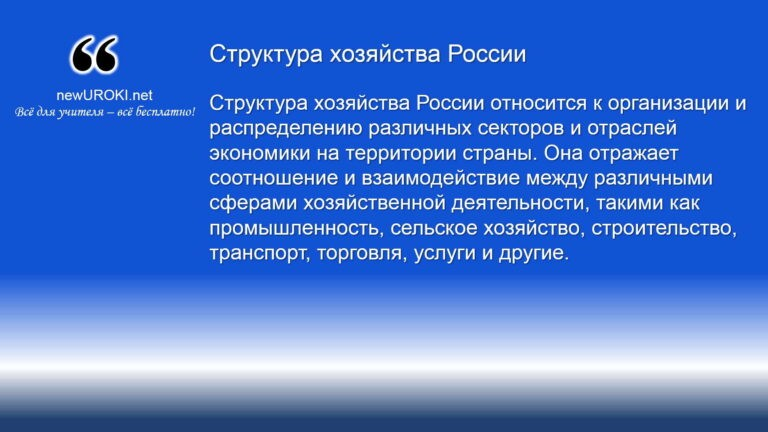 Структура хозяйства России
newUROKI.net
Всё для учителя – всё бесплатно!
Структура хозяйства России относится к организации и
распределению различных секторов и отраслей
экономики на территории страны. Она отражает
соотношение и взаимодействие между различными
сферами хозяйственной деятельности, такими как
промышленность, сельское хозяйство, строительство,
транспорт, торговля, услуги и другие.